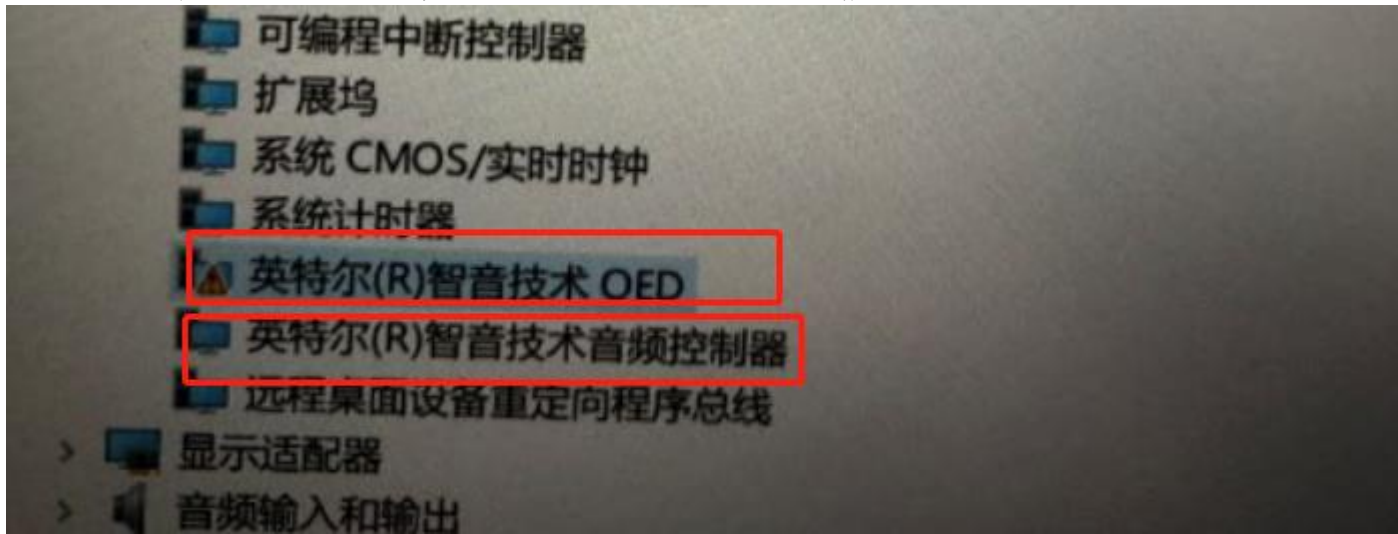 可编程中断控制器
扩展坞
系统 CMOS/实时时钟
系统计时器
英特尔(R)智音技术 OED
英特尔(R)智音技术音频控制器
远程桌面设备重定向程序总线
显示适配器
音频输入和输出